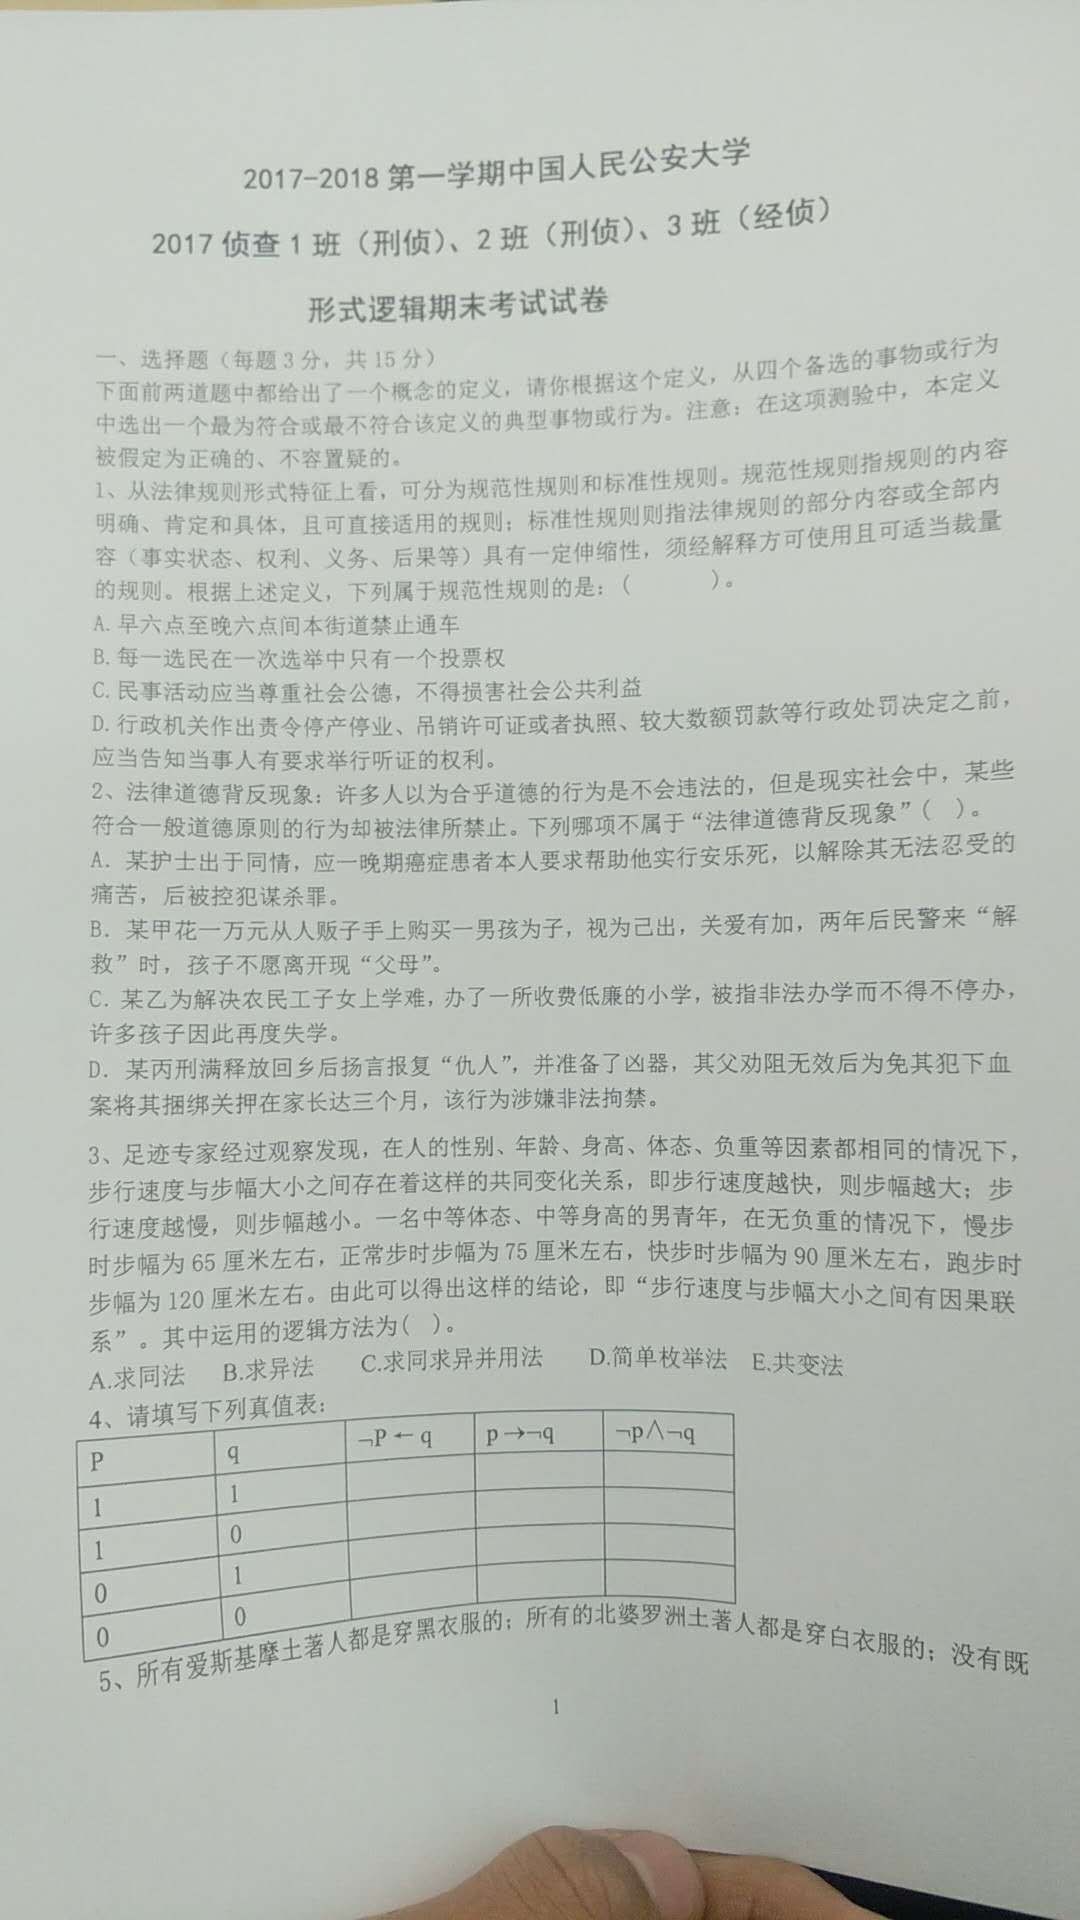 2017-2018 第一学期中国人民公安大学
2017 侦查 1 班（刑侦）、2 班（刑侦）、3 班（经侦）
形式逻辑期末考试试卷
一、选择题（每题 3 分，共 15 分）
下面前两道题中都给出了一个概念的定义，请你根据这个定义，从四个备选的事物或行为
中选出一个最为符合或最不符合该定义的典型事物或行为。注意：在这项测验中，本定义
被假定为正确的、不容置疑的。
1、从法律规则形式特征上看，可分为规范性规则和标准性规则。规范性规则指规则的内容
明确、肯定和具体，且可直接适用的规则；标准性规则则指法律规则的部分内容或全部内
容（事实状态、权利、义务、后果等）具有一定伸缩性，须经解释方可使用且可适当裁量
的规则。根据上述定义，下列属于规范性规则的是：（ ）。
A. 早六点至晚六点间本街道禁止通车
B. 每一选民在一次选举中只有一个投票权
C. 民事活动应当尊重社会公德，不得损害社会公共利益
D. 行政机关作出责令停产停业、吊销许可证或者执照、较大数额罚款等行政处罚决定之前，
应当告知当事人有要求举行听证的权利。
2、法律道德背反现象：许多人以为合乎道德的行为是不会违法的，但是现实社会中，某些
符合一般道德原则的行为却被法律所禁止。下列哪项不属于“法律道德背反现象”（ ）。
A．某护士出于同情，应一晚期癌症患者本人要求帮助他实行安乐死，以解除其无法忍受的
痛苦，后被控犯谋杀罪。
B．某甲花一万元从人贩子手上购买一男孩为子，视为己出，关爱有加，两年后民警来“解
救”时，孩子不愿离开现“父母”。
C．某乙为解决农民工子女上学难，办了一所收费低廉的小学，被指非法办学而不得不停办，
许多孩子因此再度失学。
D．某丙刑满释放回乡后扬言报复“仇人”，并准备了凶器，其父劝阻无效后为免其犯下血
案将其捆绑关押在家长达三个月，该行为涉嫌非法拘禁。
3、足迹专家经过观察发现，在人的性别、年龄、身高、体态、负重等因素都相同的情况下，
步行速度与步幅大小之间存在着这样的共同变化关系，即步行速度越快，则步幅越大；步
行速度越慢，则步幅越小。一名中等体态、中等身高的男青年，在无负重的情况下，慢步
时步幅为 65 厘米左右，正常步时步幅为 75 厘米左右，快步时步幅为 90 厘米左右，跑步时
步幅为 120 厘米左右。由此可以得出这样的结论，即“步行速度与步幅大小之间有因果联
系”。其中运用的逻辑方法为( )。
A.求同法 B.求异法 C.求同求异并用法 D.简单枚举法 E.共变法
4、请填写下列真值表：
P q ¬P←q p→¬q ¬p∧¬q
1 1
1 0
0 1
0 0
5、所有爱斯基摩土著人都是穿黑衣服的；所有的北婆罗洲土著人都是穿白衣服的；没有既
1